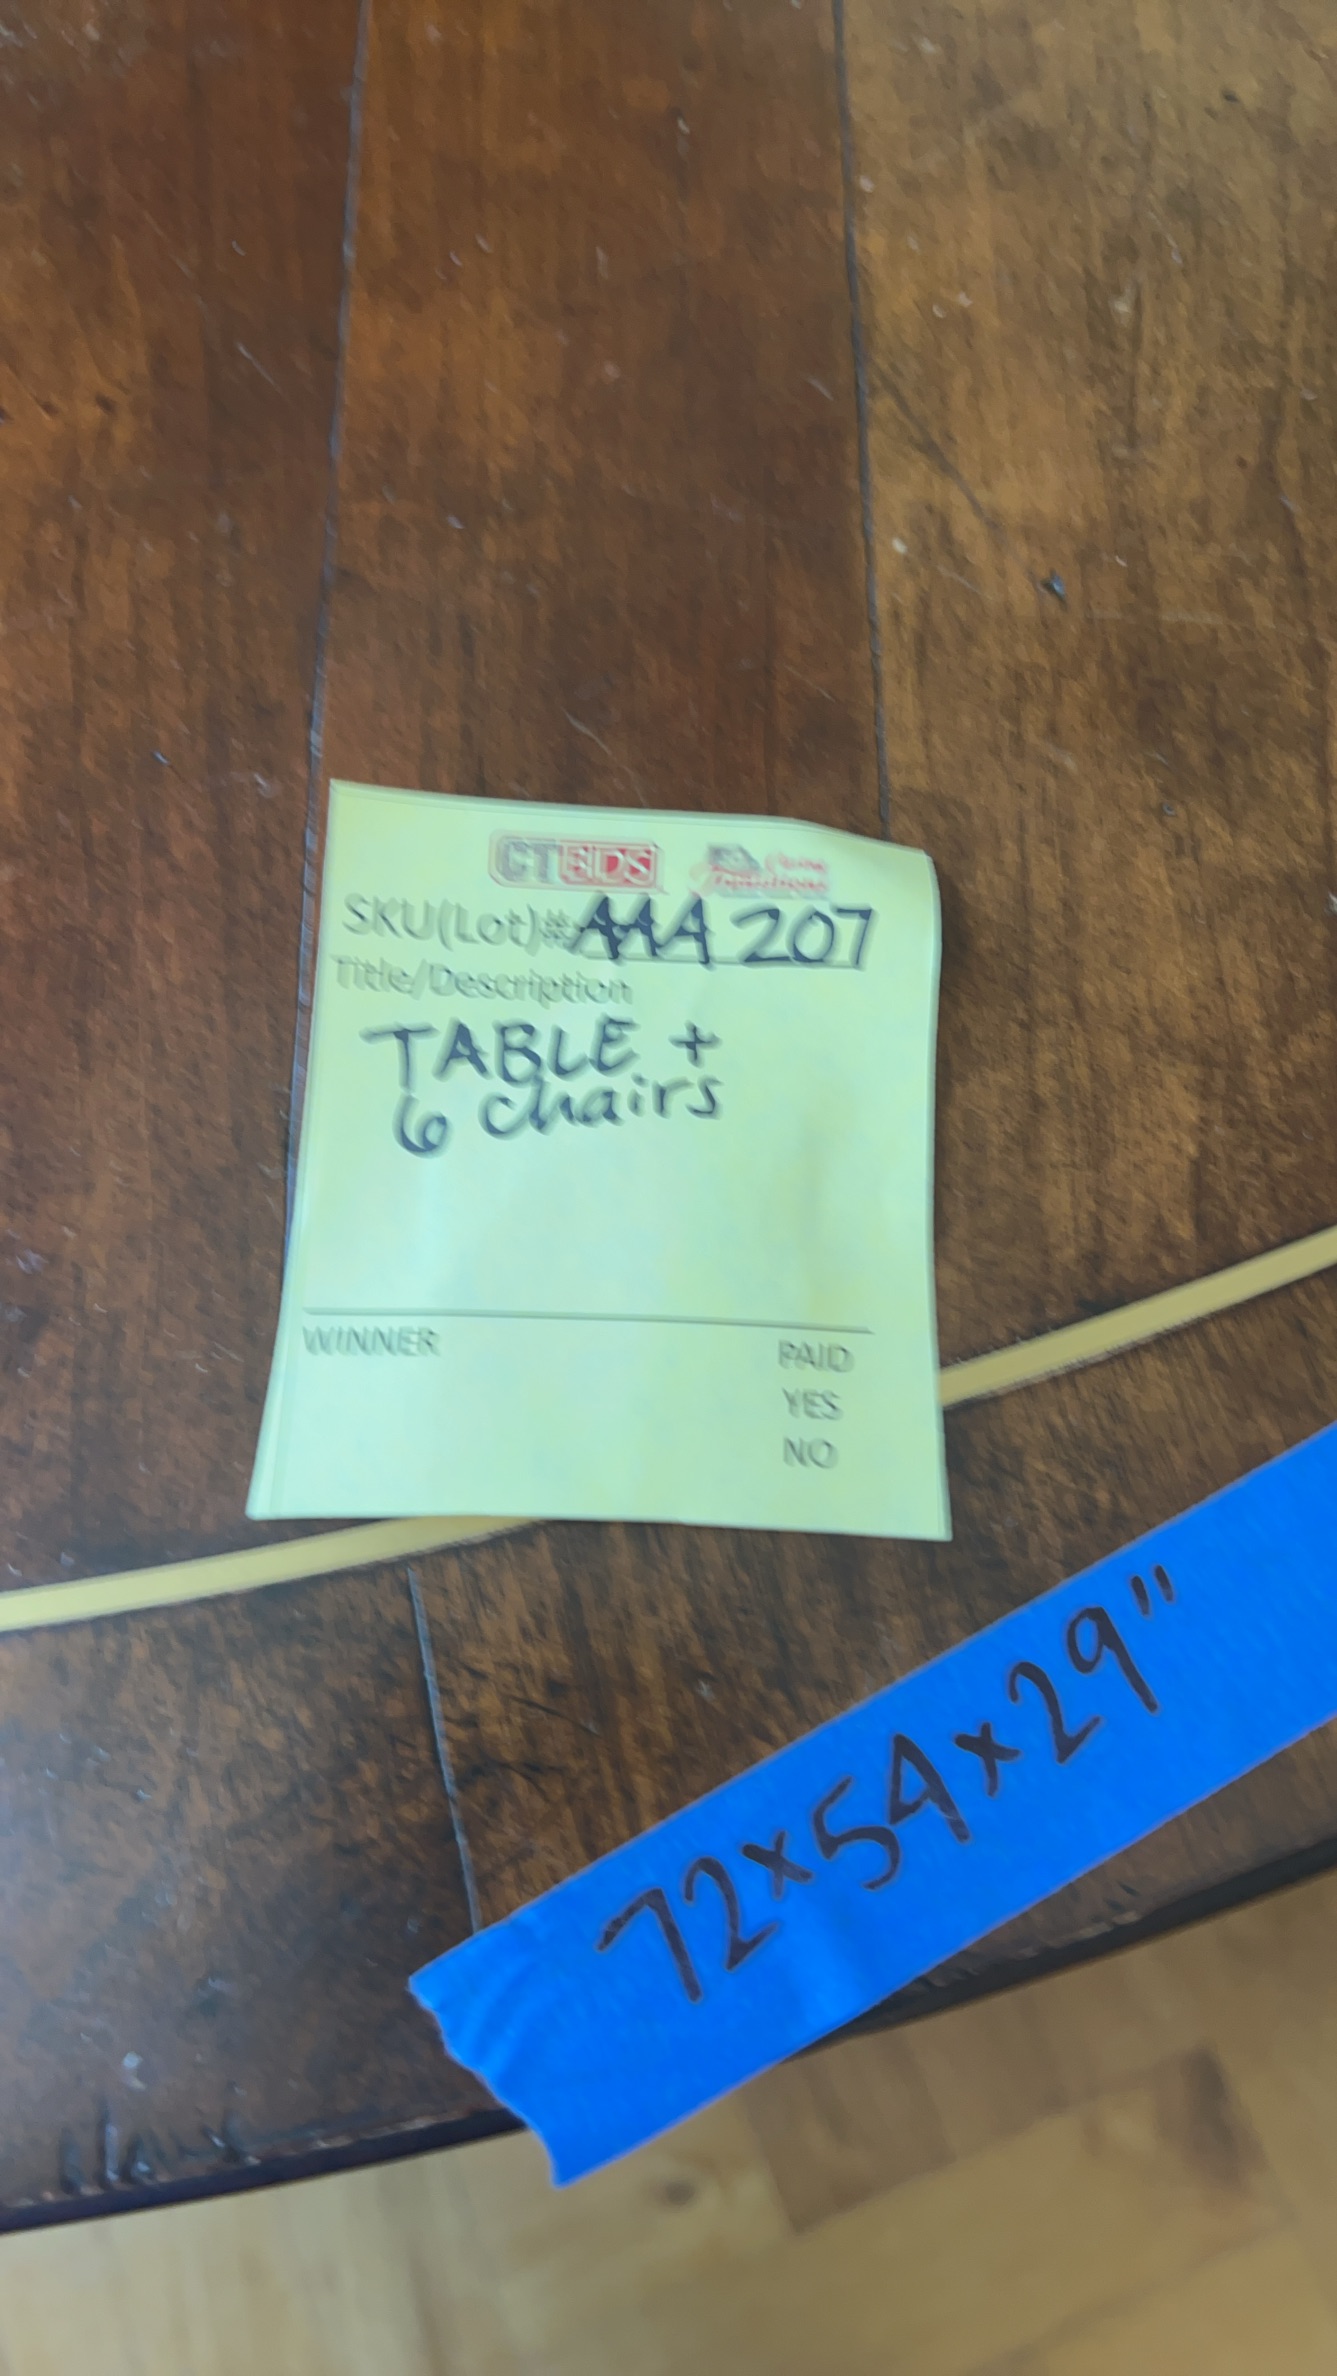 CTBIDS
SKU(Lot)# AAA 207
Title/Description
TABLE +
6 chairs
WINNER
PAID
YES
NO
72x54x29"